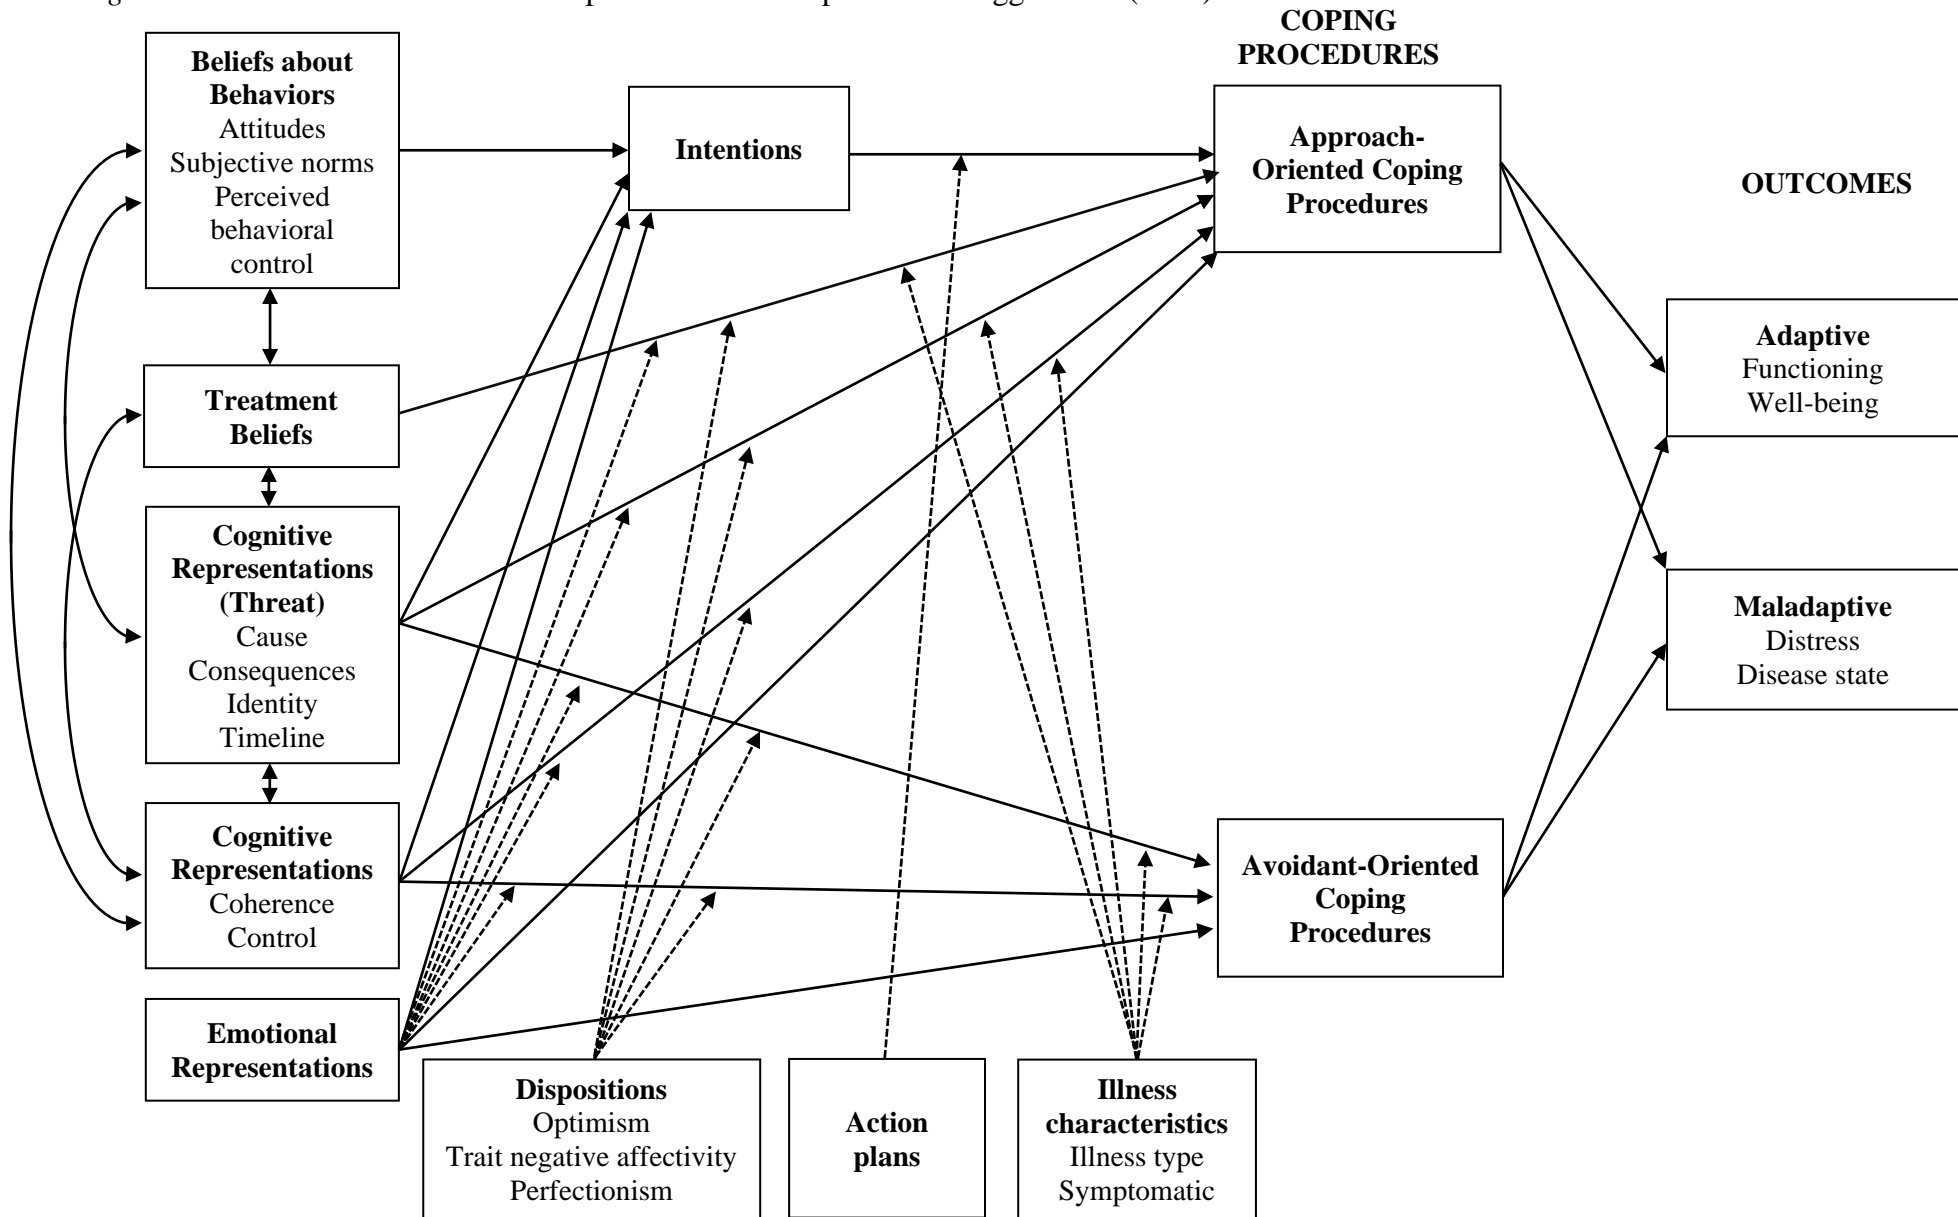 COPING
PROCEDURES
Beliefs about
Behaviors
Attitudes
Subjective norms
Perceived
behavioral
control
Intentions
Approach-
Oriented Coping
Procedures
OUTCOMES
Treatment
Beliefs
Adaptive
Functioning
Well-being
Cognitive
Representations
(Threat)
Cause
Consequences
Identity
Timeline
Maladaptive
Distress
Disease state
Cognitive
Representations
Coherence
Control
Avoidant-Oriented
Coping
Procedures
Emotional
Representations
Dispositions
Optimism
Trait negative affectivity
Perfectionism
Action
plans
Illness
characteristics
Illness type
Symptomatic